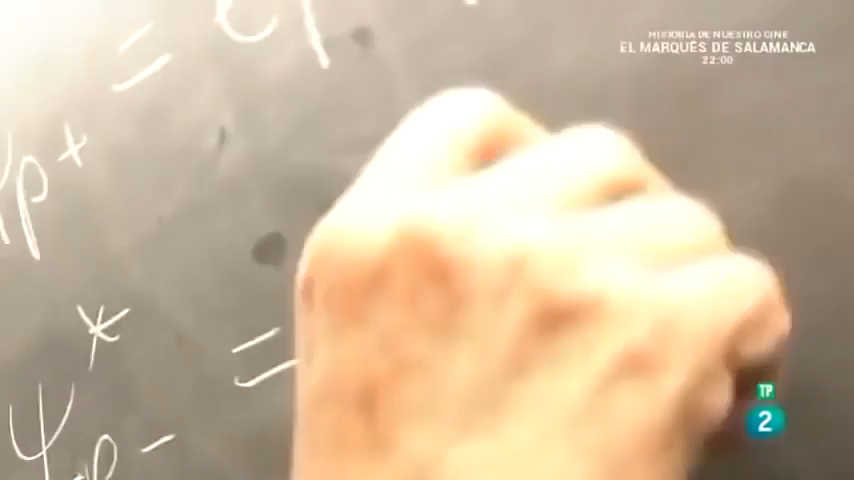 HISTORIA DE NUESTRO CINE
EL MARQUÉS DE SALAMANCA
22:00
=
p *
* =
ψ p -
TP
2